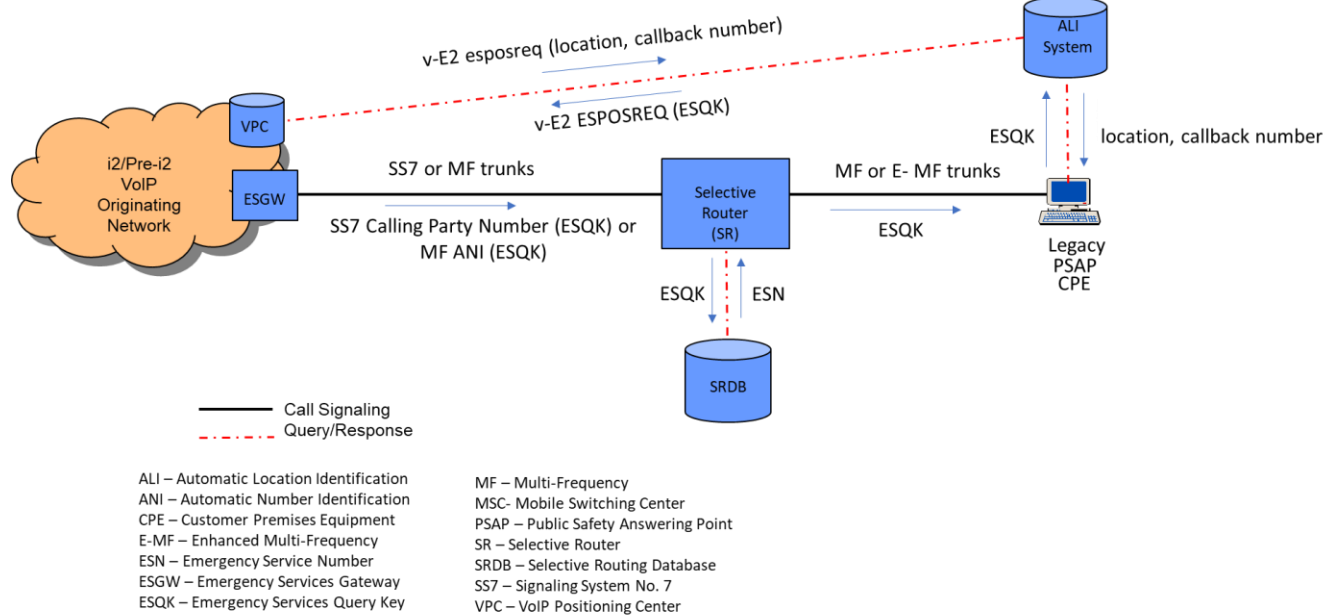 ALI
System
v-E2 esposreq (location, callback number)
v-E2 ESPOSREQ (ESQK)
VPC
ESQK
location, callback number
i2/Pre-i2
VoIP
Originating
Network
ESGW
SS7 or MF trunks
SS7 Calling Party Number (ESQK) or
MF ANI (ESQK)
Selective
Router
(SR)
MF or E- MF trunks
ESQK
Legacy
PSAP
CPE
ESQK
ESN
SRDB
Call Signaling
Query/Response
ALI – Automatic Location Identification
ANI – Automatic Number Identification
CPE – Customer Premises Equipment
E-MF – Enhanced Multi-Frequency
ESN – Emergency Service Number
ESGW – Emergency Services Gateway
ESQK – Emergency Services Query Key
MF – Multi-Frequency
MSC- Mobile Switching Center
PSAP – Public Safety Answering Point
SR – Selective Router
SRDB – Selective Routing Database
SS7 – Signaling System No. 7
VPC – VoIP Positioning Center